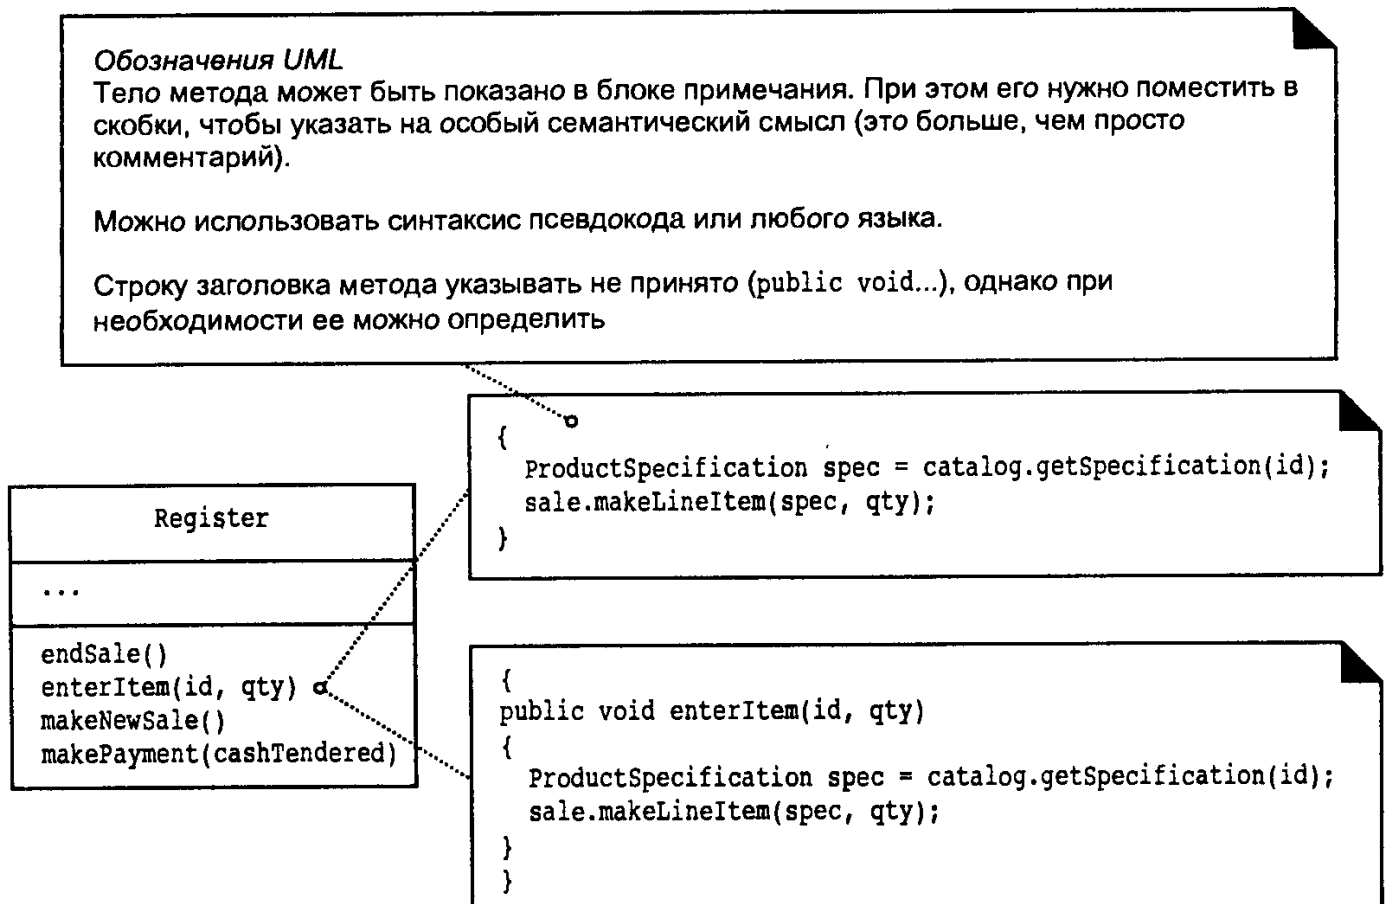 Обозначения UML
Тело метода может быть показано в блоке примечания. При этом его нужно поместить в
скобки, чтобы указать на особый семантический смысл (это больше, чем просто
комментарий).
Можно использовать синтаксис псевдокода или любого языка.
Строку заголовка метода указывать не принято (public void...), однако при
необходимости ее можно определить
{
ProductSpecification spec = catalog.getSpecification(id);
sale.makeLineItem(spec, qty);
}
Register
...
endSale()
enterItem(id, qty)
makeNewSale()
makePayment(cashTendered)
{
public void enterItem(id, qty)
{
ProductSpecification spec = catalog.getSpecification(id);
sale.makeLineItem(spec, qty);
}
}